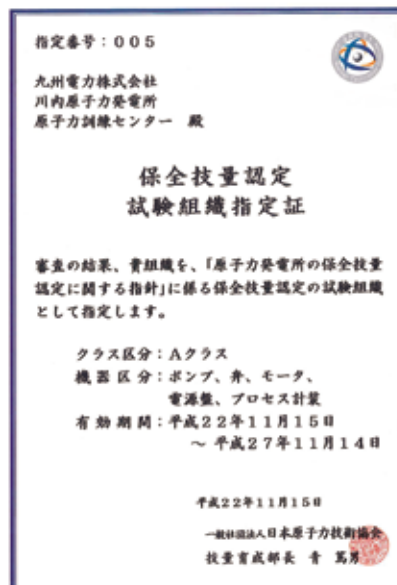 指定番号：００５
九州電力株式会社
川内原子力発電所
原子力訓練センター　殿
保全技量認定
試験組織指定証
審査の結果、貴組織を、「原子力発電所の保全技量
認定に関する指針」に係る保全技量認定の試験組織
として指定します。
クラス区分：Ａクラス
機器区分：ポンプ、弁、モータ、
電源盤、プロセス計装
有効期間：平成２２年１１月１５日
～ 平成２７年１１月１４日
平成２２年１１月１５日
一般社団法人日本原子力技術協会
技量育成部長　青　篤男